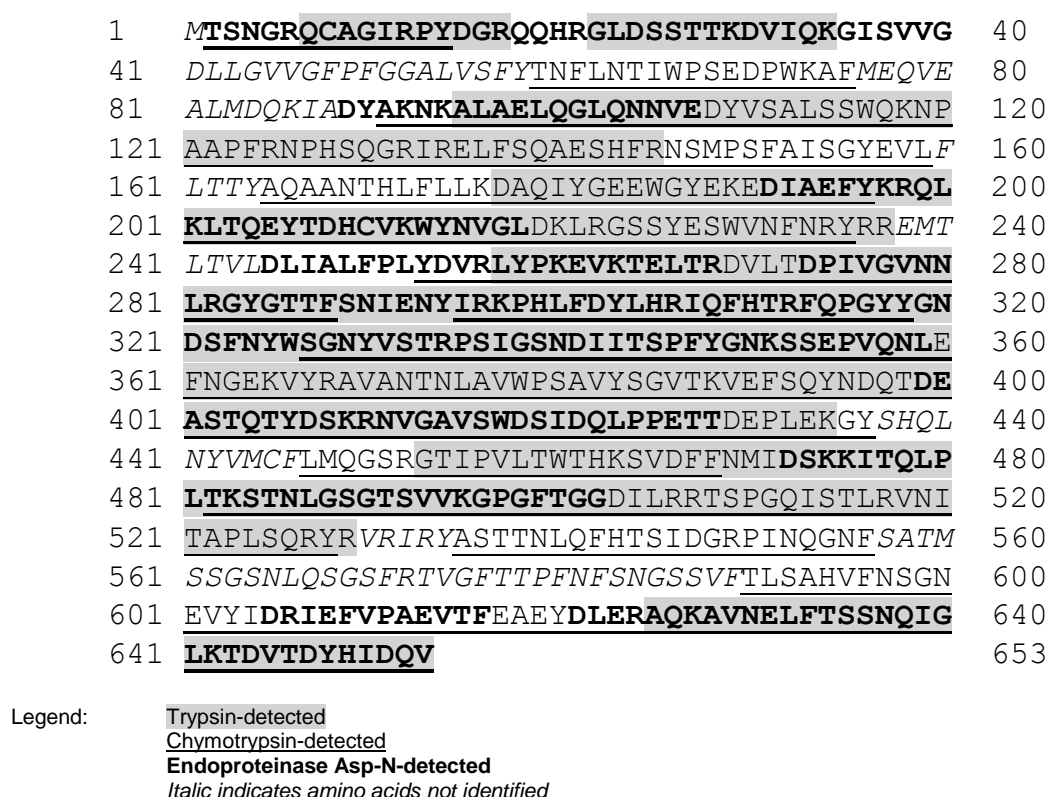 1 MTSNGRQCAGIRPYDGRQQHRGLDSSTTKDVIQKGISVVG 40
41 DLLGVVGFPFGGALVSFYTNFLNTIWPSEDPWKAFMEQVE 80
81 ALMDQKIADYAKNKALAELQGLQNNVEDYVSALSSWQKNP 120
121 AAPFRNPHSQGRIRELFSQAESHFRNSMPSFAISGYEVLF 160
161 LTTYAQAANTHLFLLKDAQIYGEEWGYEKEDIAEFYKRQL 200
201 KLTQEYTDHCVKWYNVGLDKLRGSSYESWVNFNRYRREMT 240
241 LTVLDLIALFPLYDVRLYPKEVKTELTRDVLTDPIVGVNN 280
281 LRGYGTTFSNIENYIRKPHLFDYLHRIQFHTRFQPGYYGN 320
321 DSFNYWSGNYVSTRPSIGSNDIITSPFYGNKSSEPVQNLE 360
361 FNGEKVYRAVANTNLAVWPSAVYSGVTKVEFSQYNDQTDE 400
401 ASTQTYDSKRNVGAVSWDSIDQLPPETTDEPLEKGYSHQL 440
441 NYVMCFLMQGSRGTIPVLTWTHKSVDFFNMIDSKKITQLP 480
481 LTKSTNLGSGTSVVKGPGFTGGDILRRTSPGQISTLRVNI 520
521 TAPLSQRYRVRIRYASTTNLQFHTSIDGRPINQGNFSATM 560
561 SSGSNLQSGSFRTVGFTTPFNFSNGSSVFTLSAHVFNSGN 600
601 EVYIDRIEFVPAEVTFEAEYDLERAQKAVNELFTSSNQIG 640
641 LKTDVTDYHIDQV 653
Legend: Trypsin-detected
Chymotrypsin-detected
Endoproteinase Asp-N-detected
Italic indicates amino acids not identified